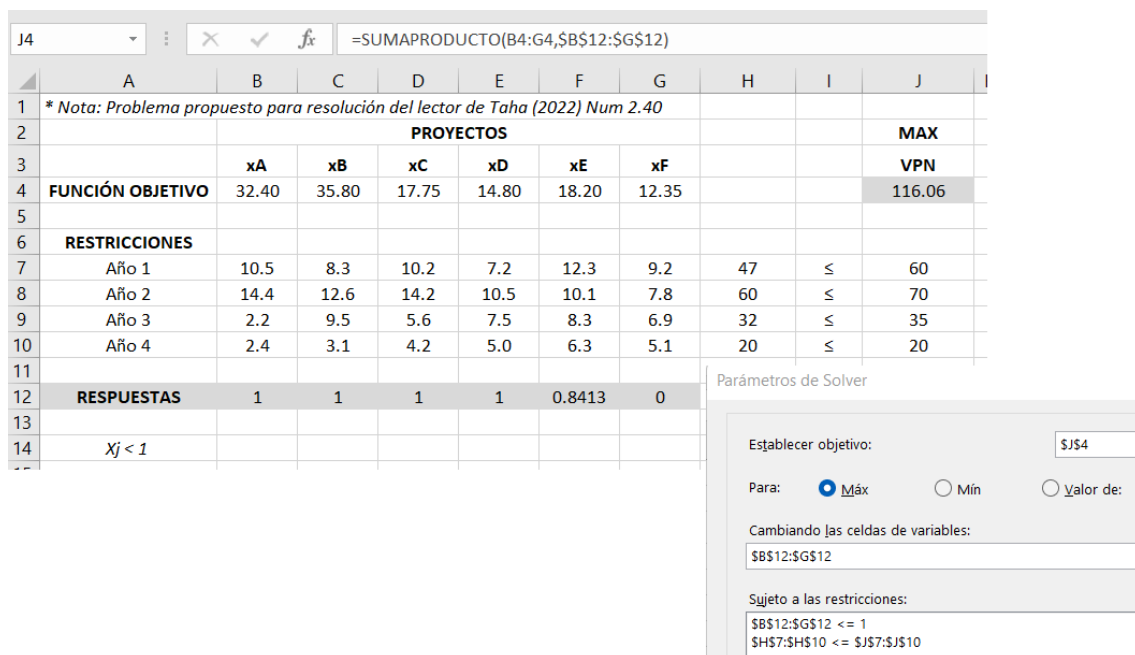 J4 fx =SUMAPRODUCTO(B4:G4,$B$12:$G$12)
A B C D E F G H I J
1 * Nota: Problema propuesto para resolución del lector de Taha (2022) Num 2.40
2 PROYECTOS MAX
3 xA xB xC xD xE xF VPN
4 FUNCIÓN OBJETIVO 32.40 35.80 17.75 14.80 18.20 12.35 116.06
5
6 RESTRICCIONES
7 Año 1 10.5 8.3 10.2 7.2 12.3 9.2 47 ≤ 60
8 Año 2 14.4 12.6 14.2 10.5 10.1 7.8 60 ≤ 70
9 Año 3 2.2 9.5 5.6 7.5 8.3 6.9 32 ≤ 35
10 Año 4 2.4 3.1 4.2 5.0 6.3 5.1 20 ≤ 20
11
12 RESPUESTAS 1 1 1 1 0.8413 0
13
14 Xj < 1
Parámetros de Solver
Establecer objetivo: $J$4
Para: Máx Mín Valor de:
Cambiando las celdas de variables:
$B$12:$G$12
Sujeto a las restricciones:
$B$12:$G$12 <= 1
$H$7:$H$10 <= $J$7:$J$10